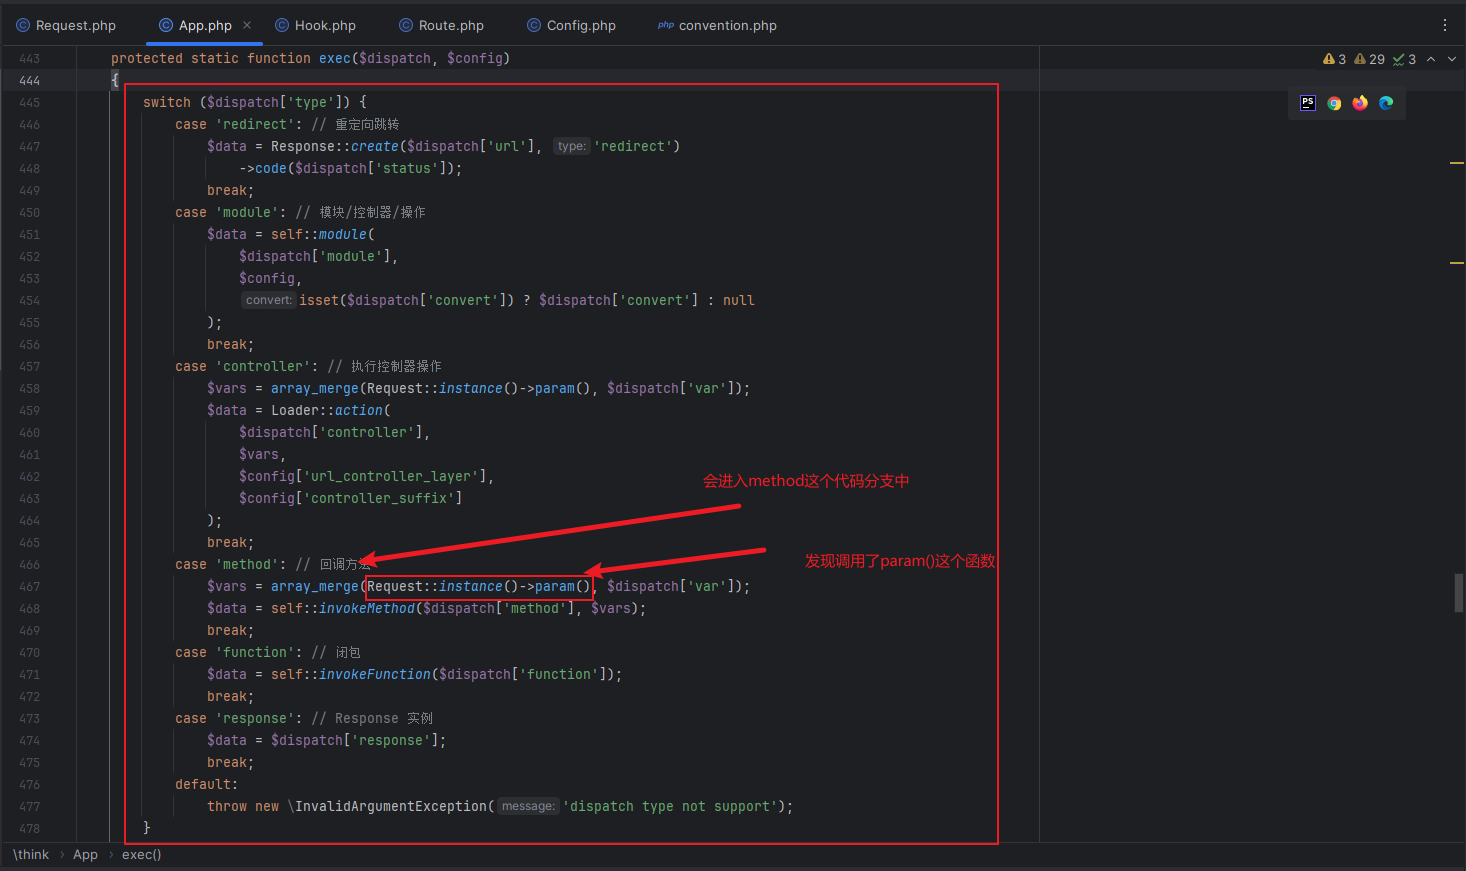 Request.php App.php Hook.php Route.php Config.php php convention.php
443 protected static function exec($dispatch, $config) 3 29 3
444 {
445 switch ($dispatch['type']) { PS
446 case 'redirect': // 重定向跳转
447 $data = Response::create($dispatch['url'], type: 'redirect')
448 ->code($dispatch['status']);
449 break;
450 case 'module': // 模块/控制器/操作
451 $data = self::module(
452 $dispatch['module'],
453 $config,
454 convert: isset($dispatch['convert']) ? $dispatch['convert'] : null
455 );
456 break;
457 case 'controller': // 执行控制器操作
458 $vars = array_merge(Request::instance()->param(), $dispatch['var']);
459 $data = Loader::action(
460 $dispatch['controller'],
461 $vars,
462 $config['url_controller_layer'],
会进入method这个代码分支中
463 $config['controller_suffix']
464 );
465 break;
466 case 'method': // 回调方法
发现调用了param()这个函数
467 $vars = array_merge(Request::instance()->param(), $dispatch['var']);
468 $data = self::invokeMethod($dispatch['method'], $vars);
469 break;
470 case 'function': // 闭包
471 $data = self::invokeFunction($dispatch['function']);
472 break;
473 case 'response': // Response 实例
474 $data = $dispatch['response'];
475 break;
476 default:
477 throw new \InvalidArgumentException( message: 'dispatch type not support');
478 }
\think › App › exec()